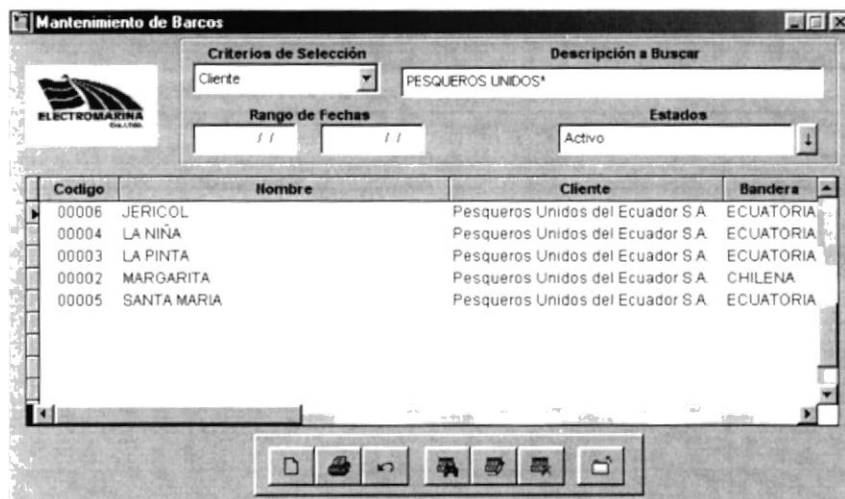 Mantenimiento de Barcos
Criterios de Selección
Descripción a Buscar
Cliente
PESQUEROS UNIDOS*
ELECTROMARINA
Cia. LTDA.
Rango de Fechas
Estados
/ /
/ /
Activo
Codigo Nombre Cliente Bandera
00006 JERICOL Pesqueros Unidos del Ecuador S.A. ECUATORIA
00004 LA NIÑA Pesqueros Unidos del Ecuador S.A. ECUATORIA
00003 LA PINTA Pesqueros Unidos del Ecuador S.A. ECUATORIA
00002 MARGARITA Pesqueros Unidos del Ecuador S.A. CHILENA
00005 SANTA MARIA Pesqueros Unidos del Ecuador S.A. ECUATORIA